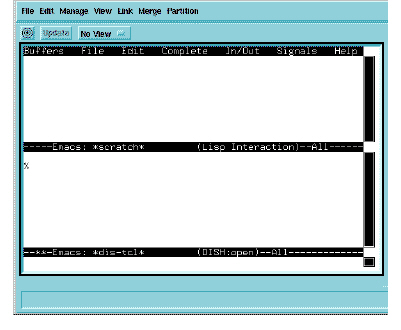 File Edit Manage View Link Merge Partition
Update No View
Buffers File Edit Complete In/Out Signals Help
-----Emacs: *scratch* (Lisp Interaction)--All------
%
--**-Emacs: *dis-tcl* (DISH:open)--All-------------